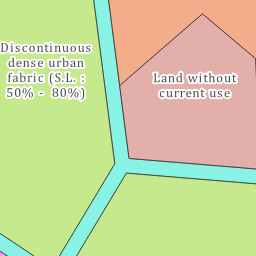 Discontinuous
dense urban
fabric (S.L. :
50% - 80%)
Land without
current use